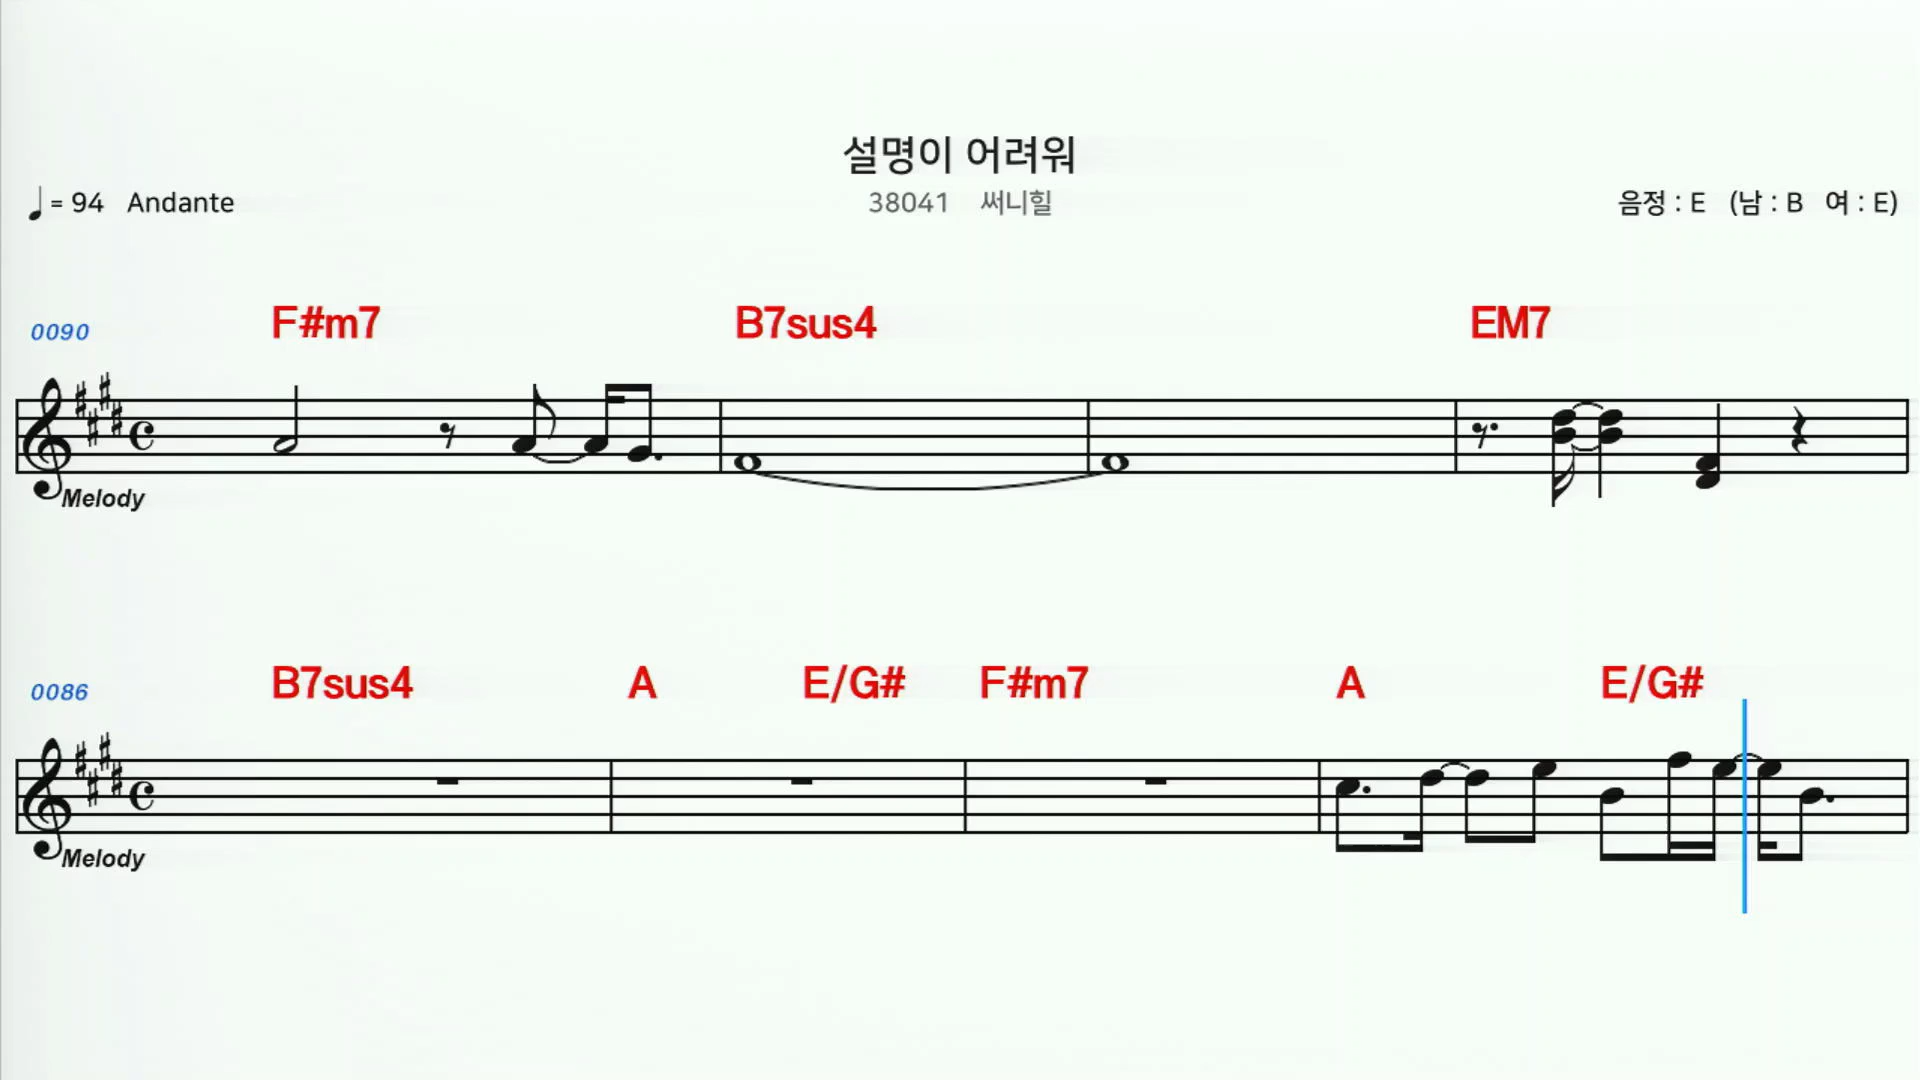 설명이 어려워
♩ = 94 Andante 38041 써니힐 음정 : E (남 : B 여 : E)
0090 F#m7 B7sus4 EM7
Melody
0086 B7sus4 A E/G# F#m7 A E/G#
Melody